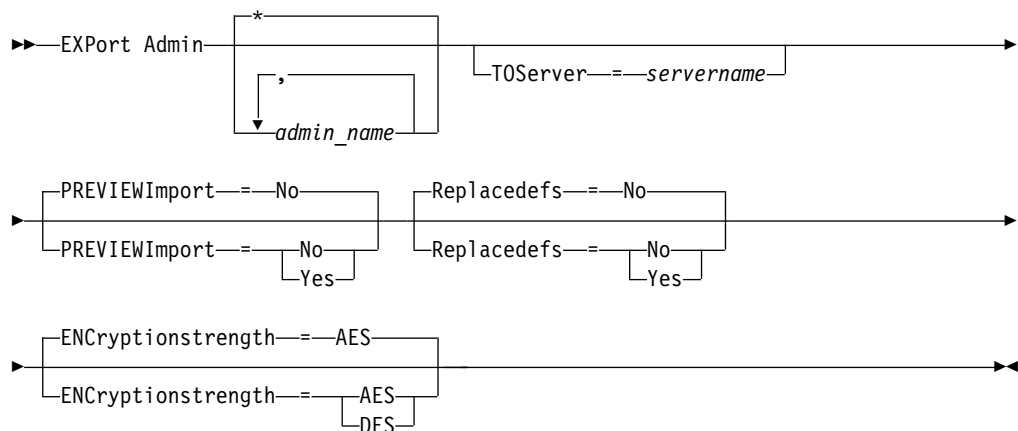 *
EXPort Admin
TOServer = servername
,
admin_name
PREVIEWImport = No
Replacedefs = No
PREVIEWImport = No
Yes
Replacedefs = No
Yes
ENCryptionstrength = AES
ENCryptionstrength = AES
DES